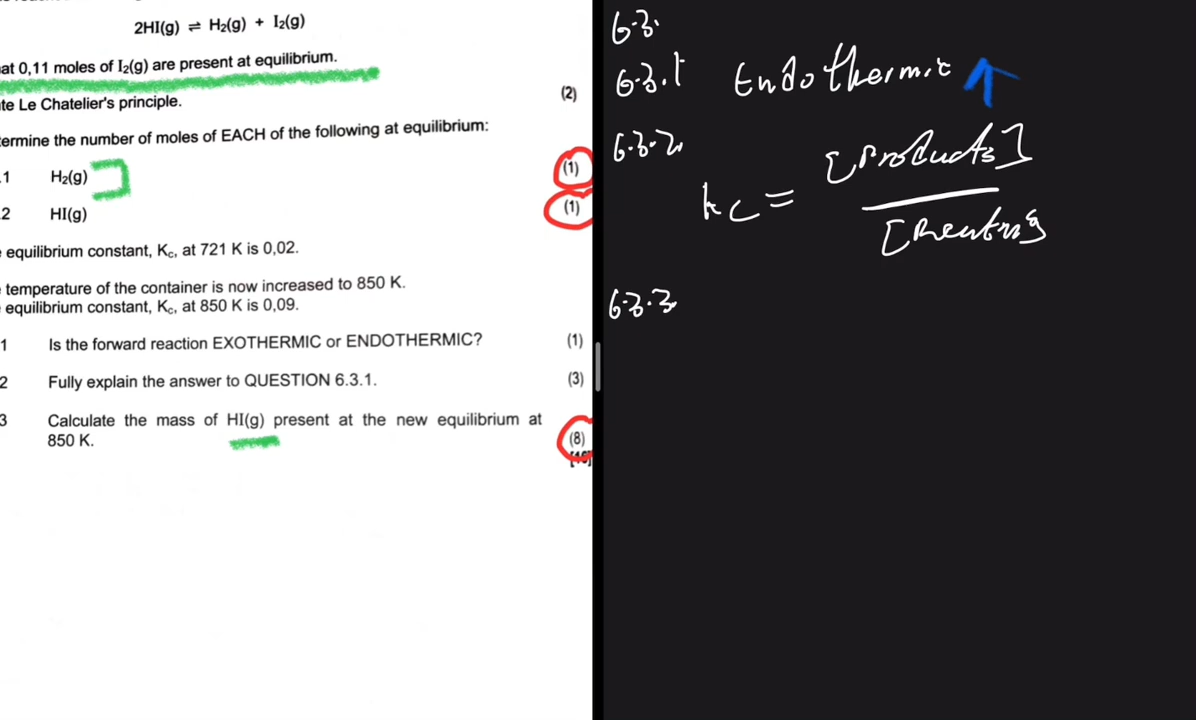 2HI(g) ⇌ H₂(g) + I₂(g)
at 0,11 moles of I₂(g) are present at equilibrium.
te Le Chatelier's principle. (2)
ermine the number of moles of EACH of the following at equilibrium:
.1 H₂(g) (1)
.2 HI(g) (1)
equilibrium constant, Kc, at 721 K is 0,02.
temperature of the container is now increased to 850 K.
equilibrium constant, Kc, at 850 K is 0,09.
1 Is the forward reaction EXOTHERMIC or ENDOTHERMIC? (1)
2 Fully explain the answer to QUESTION 6.3.1. (3)
3 Calculate the mass of HI(g) present at the new equilibrium at
850 K. (8)
6.3.
6.3.1 Endothermic ↑
6.3.2
kc = [Products]
6.3.3